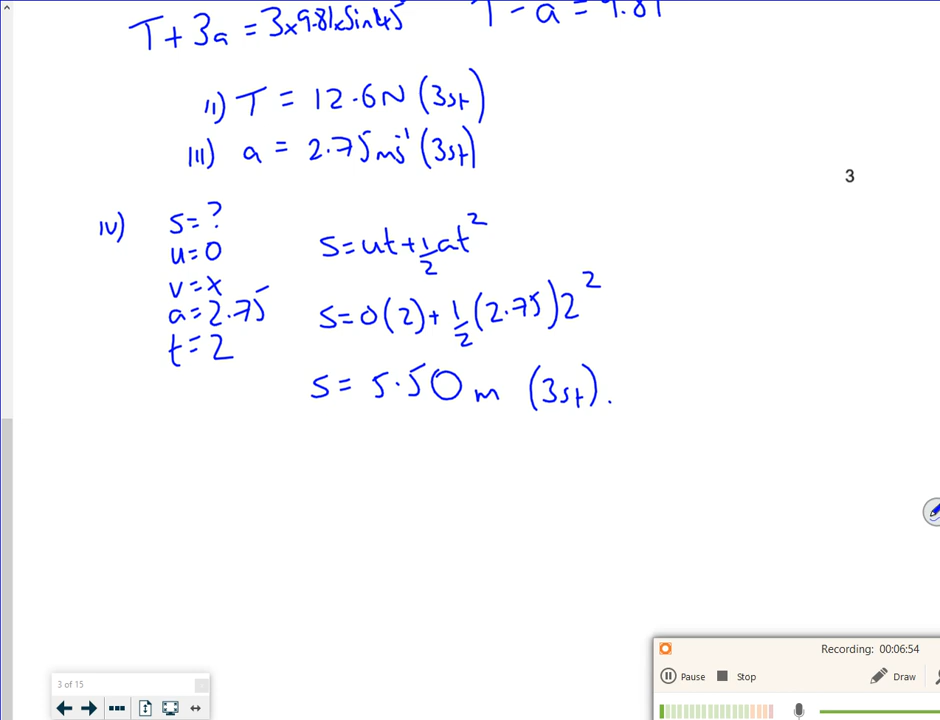 T + 3a = 3x9.81xSin45 T - a = 9.81
II) T = 12.6N (3sf)
III) a = 2.75ms⁻¹ (3sf)
3
IV) s = ?
u = 0
v = x
a = 2.75
t = 2
s = ut + ½at²
s = 0(2) + ½(2.75)2²
s = 5.50 m (3sf).
Recording: 00:06:54
Pause Stop Draw
3 of 15